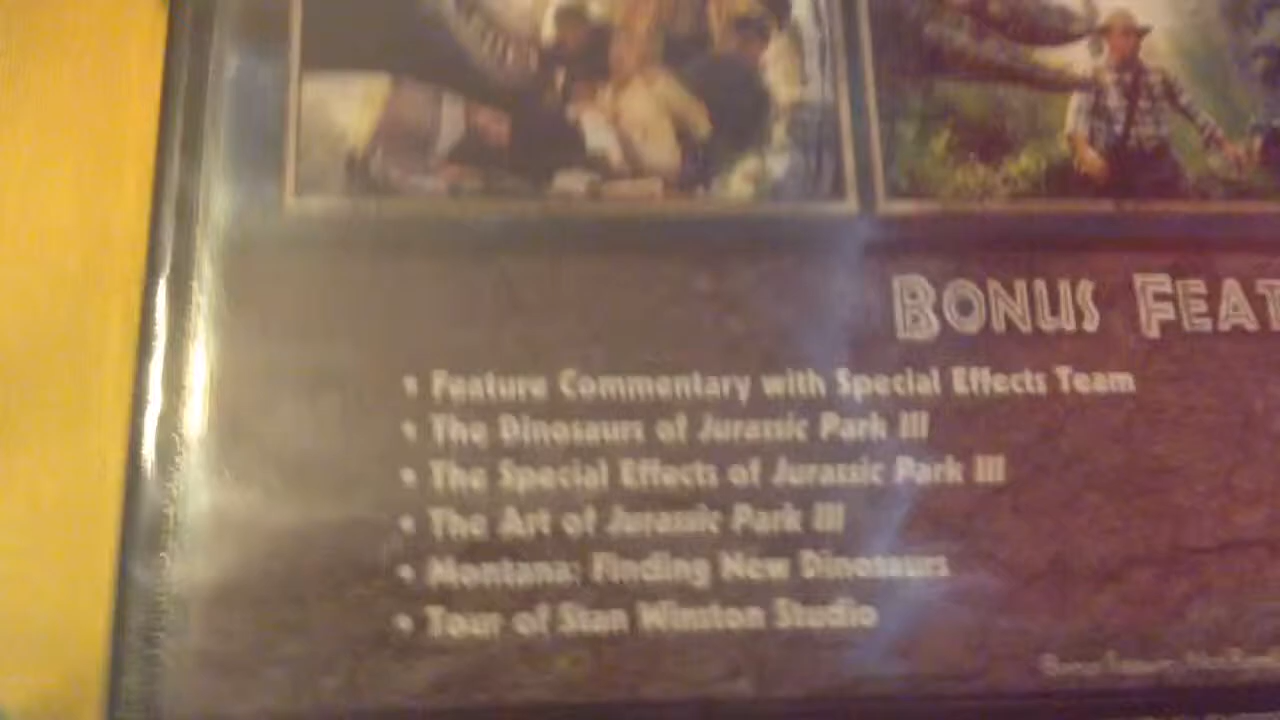 BONUS FEAT
• Feature Commentary with Special Effects Team
• The Dinosaurs of Jurassic Park III
• The Special Effects of Jurassic Park III
• The Art of Jurassic Park III
• Montana: Finding New Dinosaurs
• Tour of Stan Winston Studio